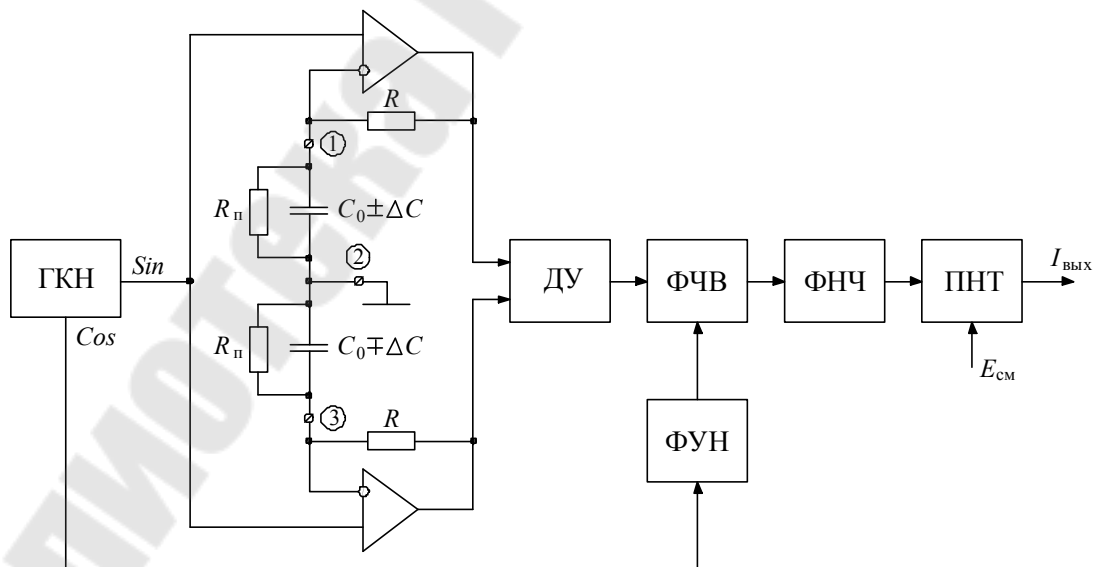 R
1
Rп
C0±ΔC
2
ГКН
Sin
Cos
ДУ
ФЧВ
ФНЧ
ПНТ
Iвых
Rп
C0∓ΔC
Eсм
3
R
ФУН